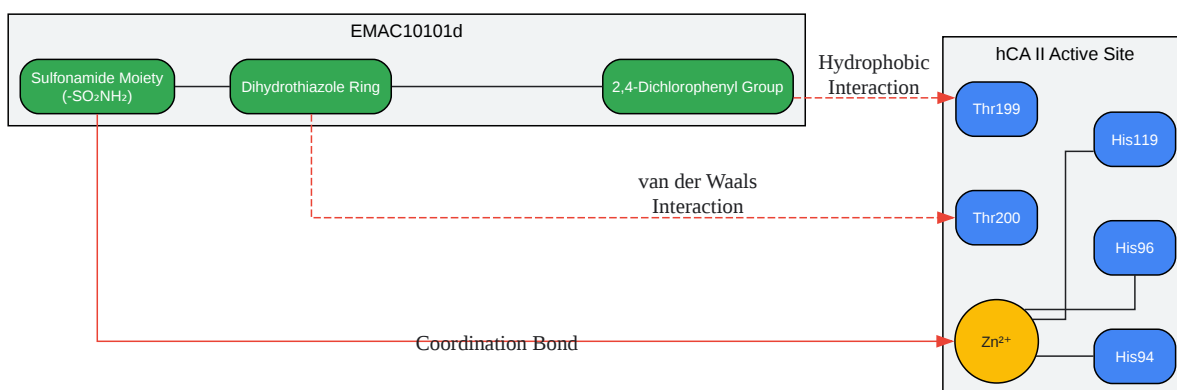 EMAC10101d
Sulfonamide Moiety
(-SO₂NH₂)
Dihydrothiazole Ring
2,4-Dichlorophenyl Group
Hydrophobic
Interaction
van der Waals
Interaction
Coordination Bond
hCA II Active Site
Thr199
His119
Thr200
His96
Zn²⁺
His94